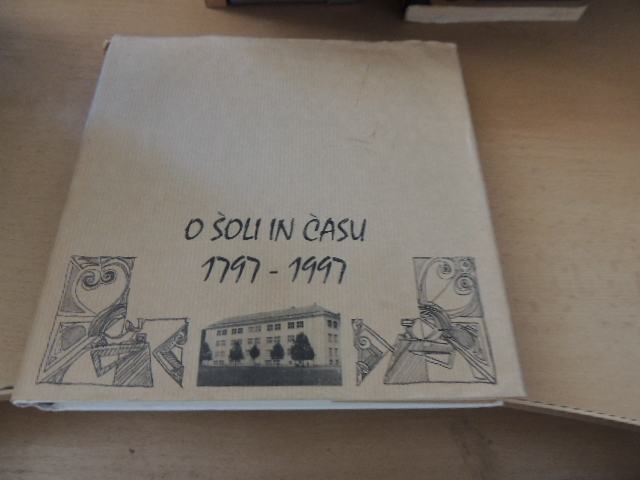 O ŠOLI IN ČASU
1797 - 1997